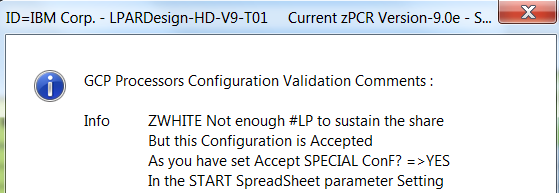 ID=IBM Corp. - LPARDesign-HD-V9-T01 Current zPCR Version-9.0e - S...
GCP Processors Configuration Validation Comments :
Info ZWHITE Not enough #LP to sustain the share
But this Configuration is Accepted
As you have set Accept SPECIAL ConF? =>YES
In the START SpreadSheet parameter Setting